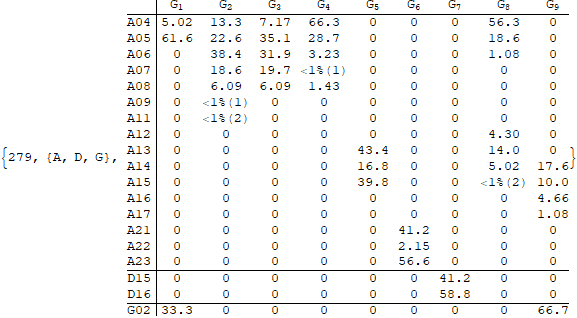 G₁ G₂ G₃ G₄ G₅ G₆ G₇ G₈ G₉
A04 5.02 13.3 7.17 66.3 0 0 0 56.3 0
A05 61.6 22.6 35.1 28.7 0 0 0 18.6 0
A06 0 38.4 31.9 3.23 0 0 0 1.08 0
A07 0 18.6 19.7 <1%(1) 0 0 0 0 0
A08 0 6.09 6.09 1.43 0 0 0 0 0
A09 0 <1%(1) 0 0 0 0 0 0 0
A11 0 <1%(2) 0 0 0 0 0 0 0
A12 0 0 0 0 0 0 0 4.30 0
A13 0 0 0 0 43.4 0 0 14.0 0
{279, {A, D, G}, A14 0 0 0 0 16.8 0 0 5.02 17.6 }
A15 0 0 0 0 39.8 0 0 <1%(2) 10.0
A16 0 0 0 0 0 0 0 0 4.66
A17 0 0 0 0 0 0 0 0 1.08
A21 0 0 0 0 0 41.2 0 0 0
A22 0 0 0 0 0 2.15 0 0 0
A23 0 0 0 0 0 56.6 0 0 0
D15 0 0 0 0 0 0 41.2 0 0
D16 0 0 0 0 0 0 58.8 0 0
G02 33.3 0 0 0 0 0 0 0 66.7